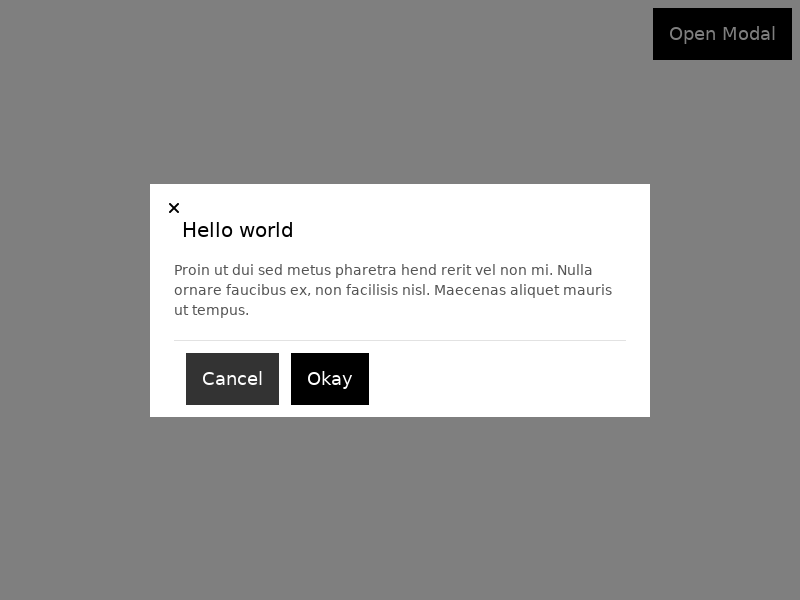 Open Modal
Hello world
Proin ut dui sed metus pharetra hend rerit vel non mi. Nulla
ornare faucibus ex, non facilisis nisl. Maecenas aliquet mauris
ut tempus.
Cancel
Okay